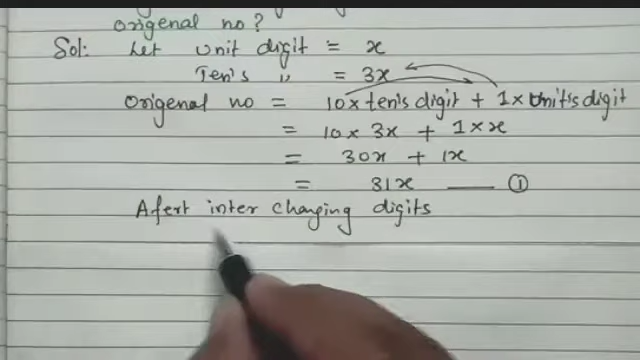 origenal no?
Sol: Let Unit digit = x
Ten's " = 3x
Origenal no = 10 x ten's digit + 1 x Unit's digit
= 10 x 3x + 1 x x
= 30x + 1x
= 31x — ①
Afert inter changing digits